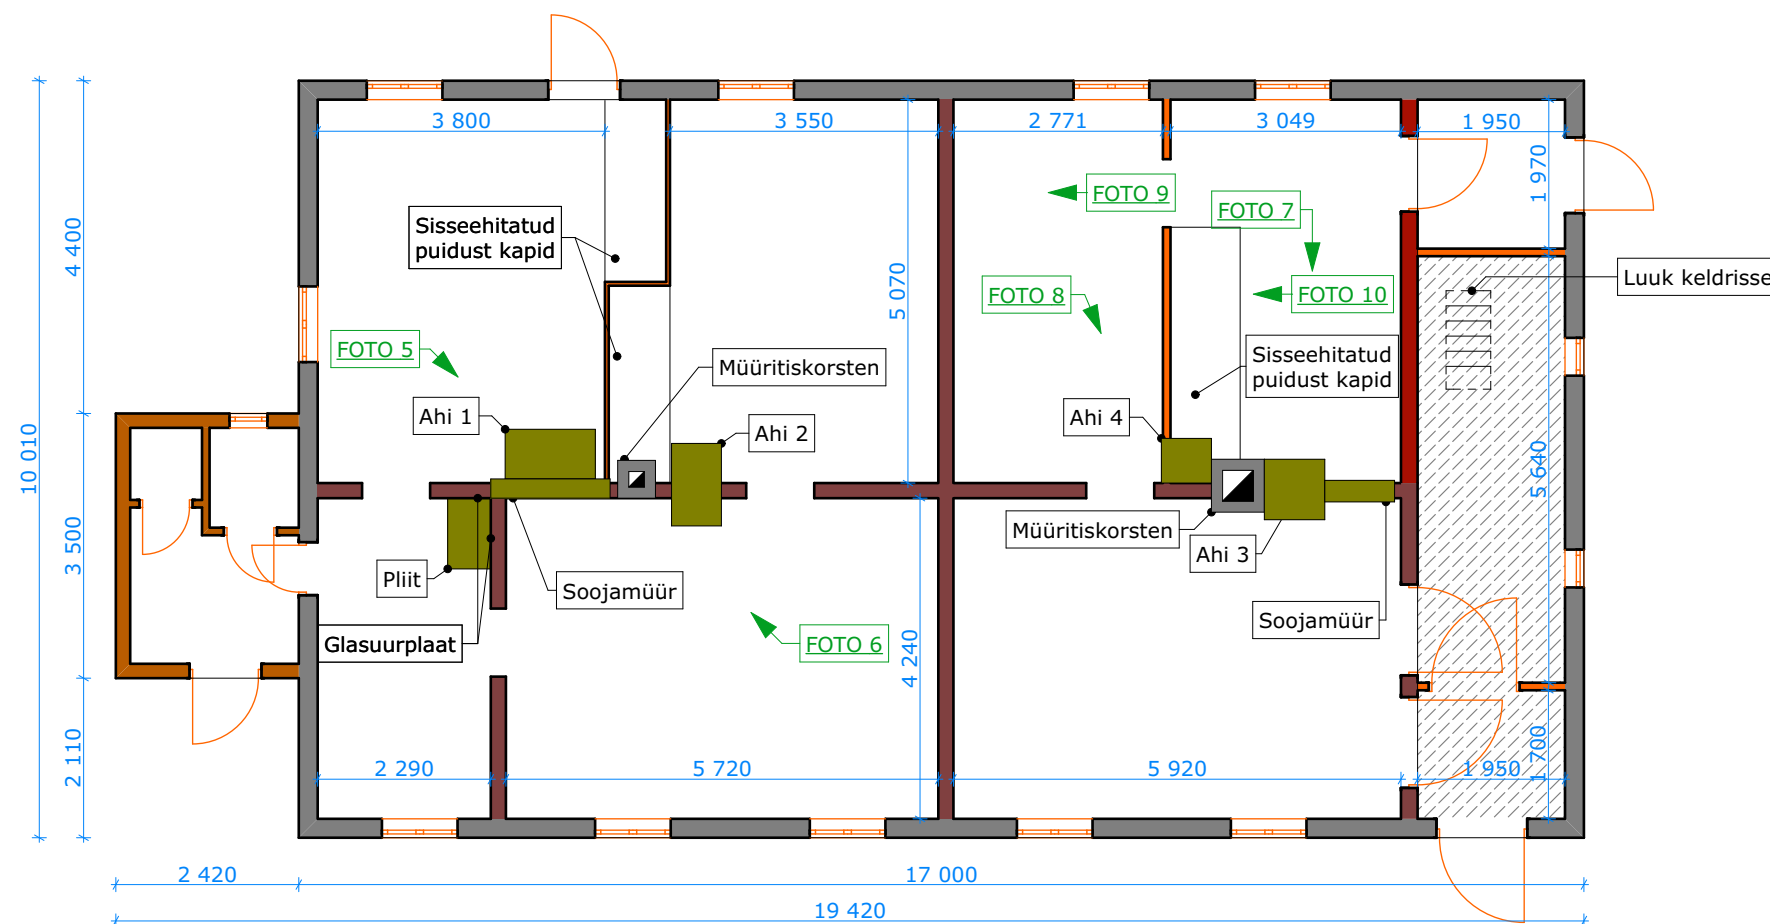 3 800
3 550
2 771
3 049
1 950
1 970
FOTO 9
FOTO 7
Sisseehitatud
puidust kapid
4 400
5 070
FOTO 8
FOTO 10
Luuk keldrisse
FOTO 5
Müüritiskorsten
Sisseehitatud
puidust kapid
Ahi 1
Ahi 2
Ahi 4
10 010
5 640
3 500
Müüritiskorsten
Ahi 3
Pliit
Soojamüür
Soojamüür
Glasuurplaat
FOTO 6
4 240
2 110
1 700
2 290
5 720
5 920
1 950
2 420
17 000
19 420